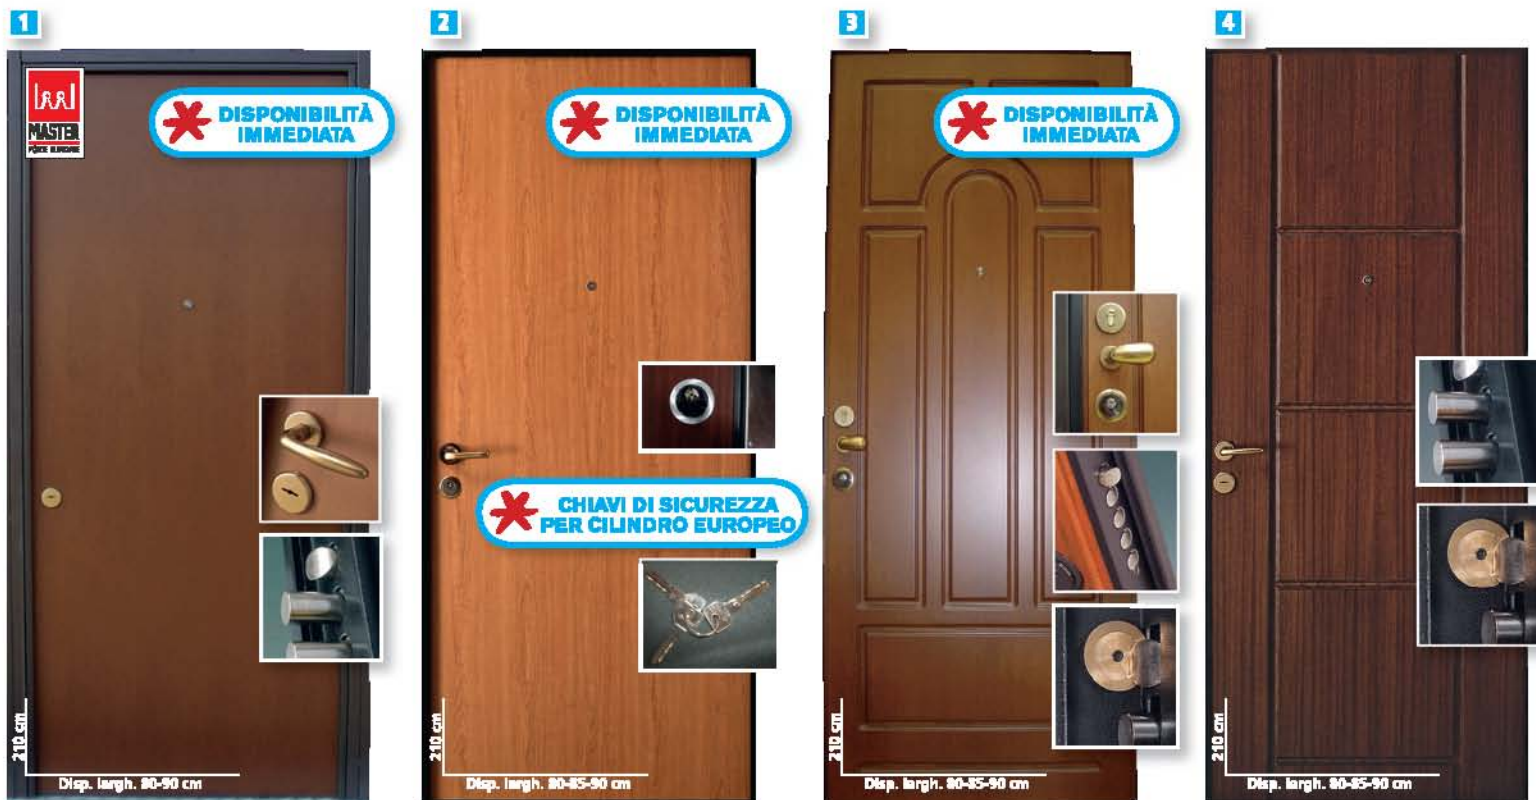 1
MASTER
DISPONIBILITÀ
IMMEDIATA
210 cm
Disp. largh. 80-90 cm
2
DISPONIBILITÀ
IMMEDIATA
CHIAVI DI SICUREZZA
PER CILINDRO EUROPEO
210 cm
Disp. largh. 80-85-90 cm
3
DISPONIBILITÀ
IMMEDIATA
210 cm
Disp. largh. 80-85-90 cm
4
210 cm
Disp. largh. 80-85-90 cm